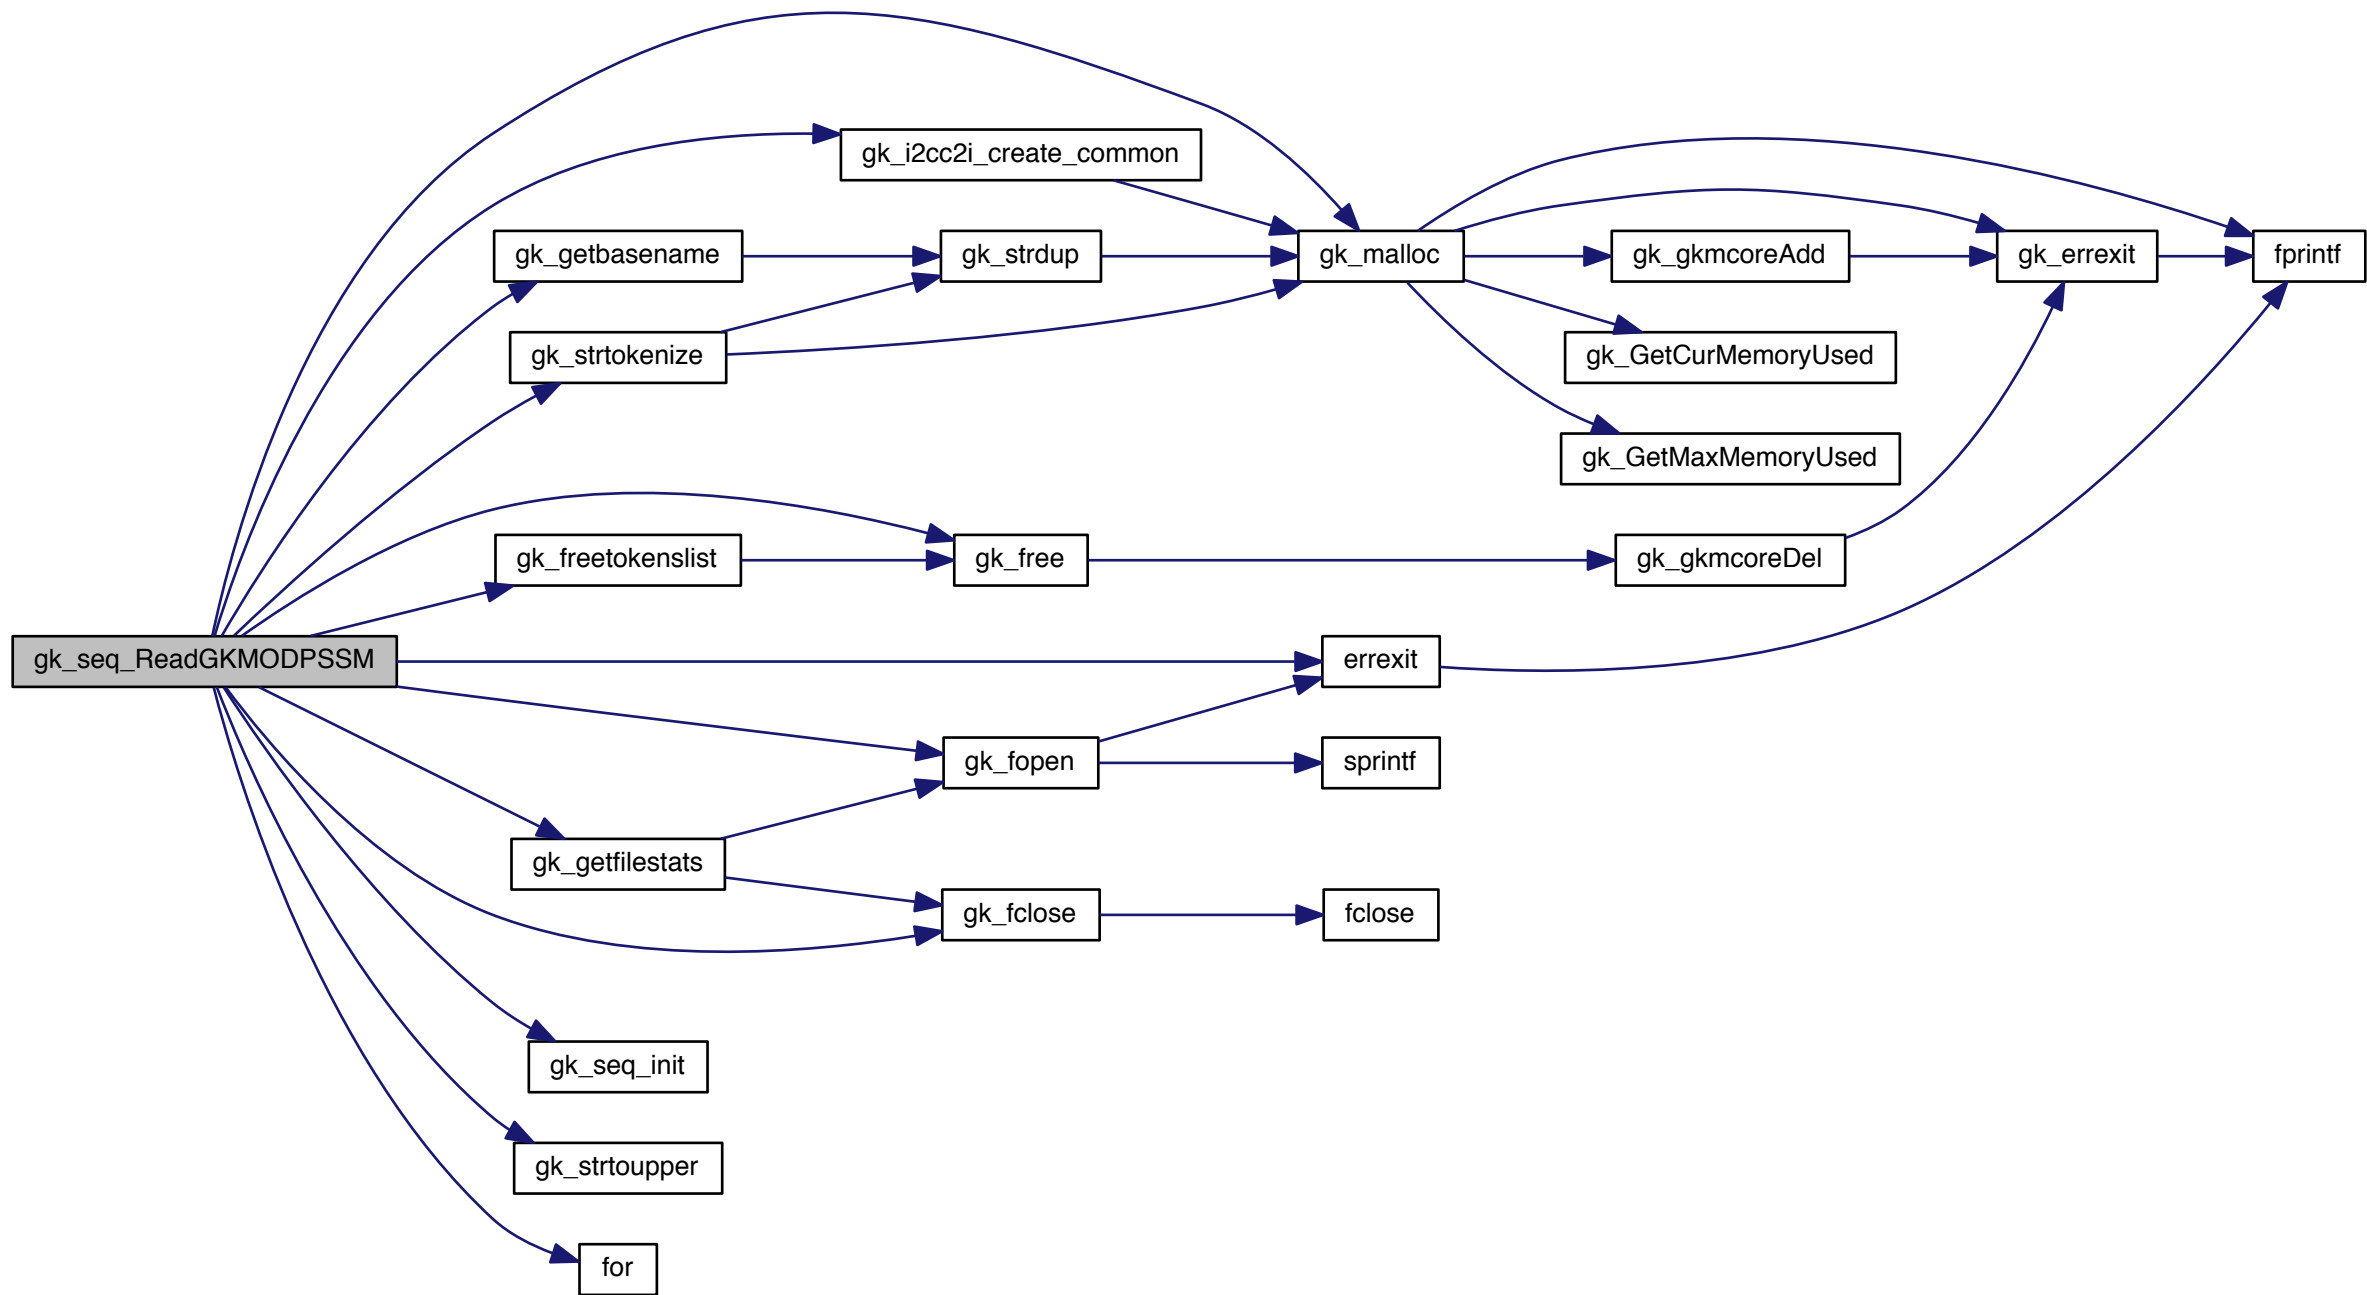 gk_i2cc2i_create_common
gk_getbasename
gk_strdup
gk_malloc
gk_gkmcoreAdd
gk_errexit
fprintf
gk_strtokenize
gk_GetCurMemoryUsed
gk_GetMaxMemoryUsed
gk_freetokenslist
gk_free
gk_gkmcoreDel
gk_seq_ReadGKMODPSSM
errexit
gk_fopen
sprintf
gk_getfilestats
gk_fclose
fclose
gk_seq_init
gk_strtoupper
for